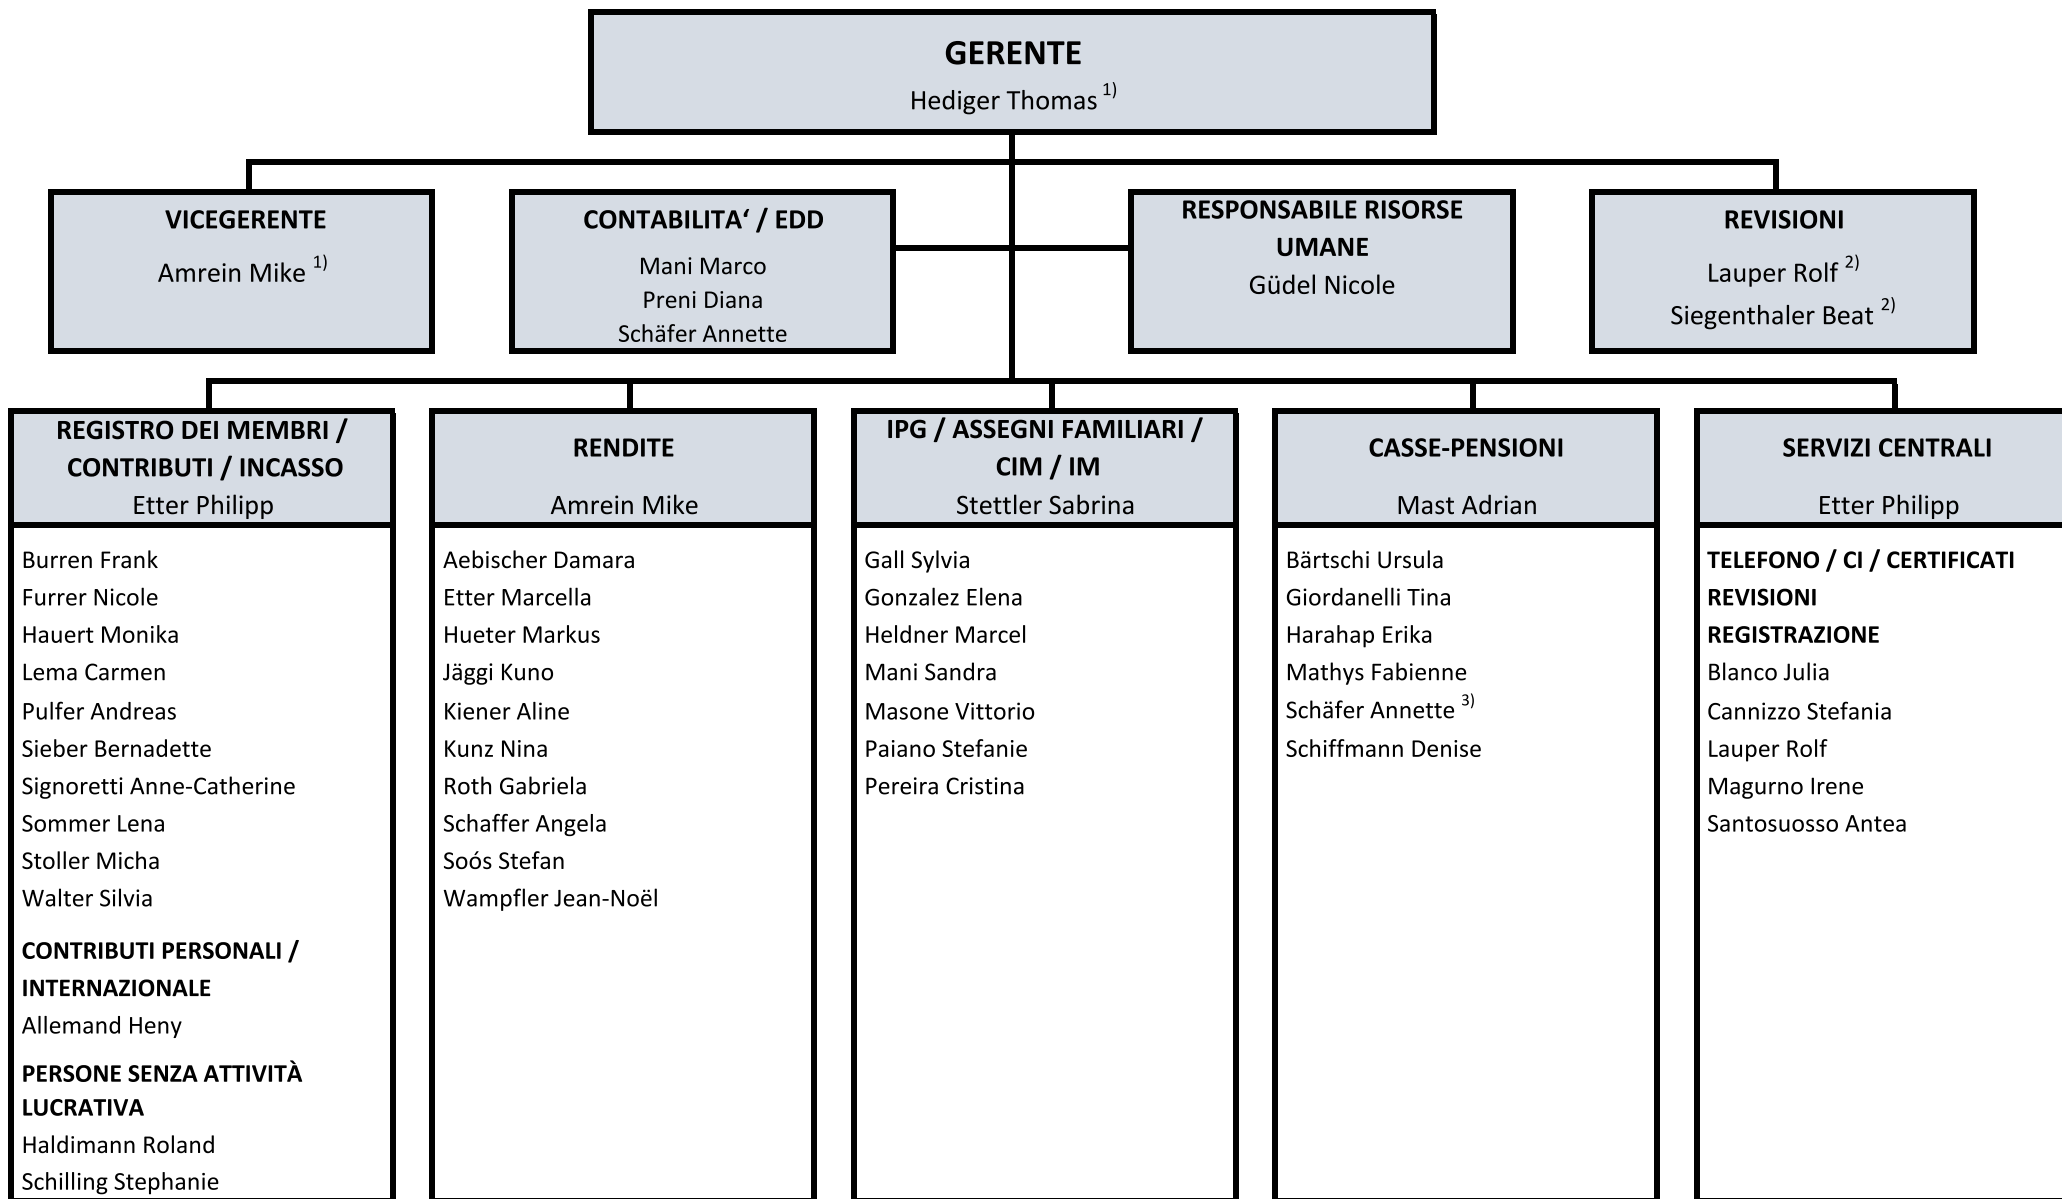 GERENTE
Hediger Thomas 1)
VICEGERENTE
Amrein Mike 1)
CONTABILITA‘ / EDD
Mani Marco
Preni Diana
Schäfer Annette
RESPONSABILE RISORSE
UMANE
Güdel Nicole
REVISIONI
Lauper Rolf 2)
Siegenthaler Beat 2)
REGISTRO DEI MEMBRI /
CONTRIBUTI / INCASSO
Etter Philipp
Burren Frank
Furrer Nicole
Hauert Monika
Lema Carmen
Pulfer Andreas
Sieber Bernadette
Signoretti Anne-Catherine
Sommer Lena
Stoller Micha
Walter Silvia
CONTRIBUTI PERSONALI /
INTERNAZIONALE
Allemand Heny
PERSONE SENZA ATTIVITÀ
LUCRATIVA
Haldimann Roland
Schilling Stephanie
RENDITE
Amrein Mike
Aebischer Damara
Etter Marcella
Hueter Markus
Jäggi Kuno
Kiener Aline
Kunz Nina
Roth Gabriela
Schaffer Angela
Soós Stefan
Wampfler Jean-Noël
IPG / ASSEGNI FAMILIARI /
CIM / IM
Stettler Sabrina
Gall Sylvia
Gonzalez Elena
Heldner Marcel
Mani Sandra
Masone Vittorio
Paiano Stefanie
Pereira Cristina
CASSE-PENSIONI
Mast Adrian
Bärtschi Ursula
Giordanelli Tina
Harahap Erika
Mathys Fabienne
Schäfer Annette 3)
Schiffmann Denise
SERVIZI CENTRALI
Etter Philipp
TELEFONO / CI / CERTIFICATI
REVISIONI
REGISTRAZIONE
Blanco Julia
Cannizzo Stefania
Lauper Rolf
Magurno Irene
Santosuosso Antea